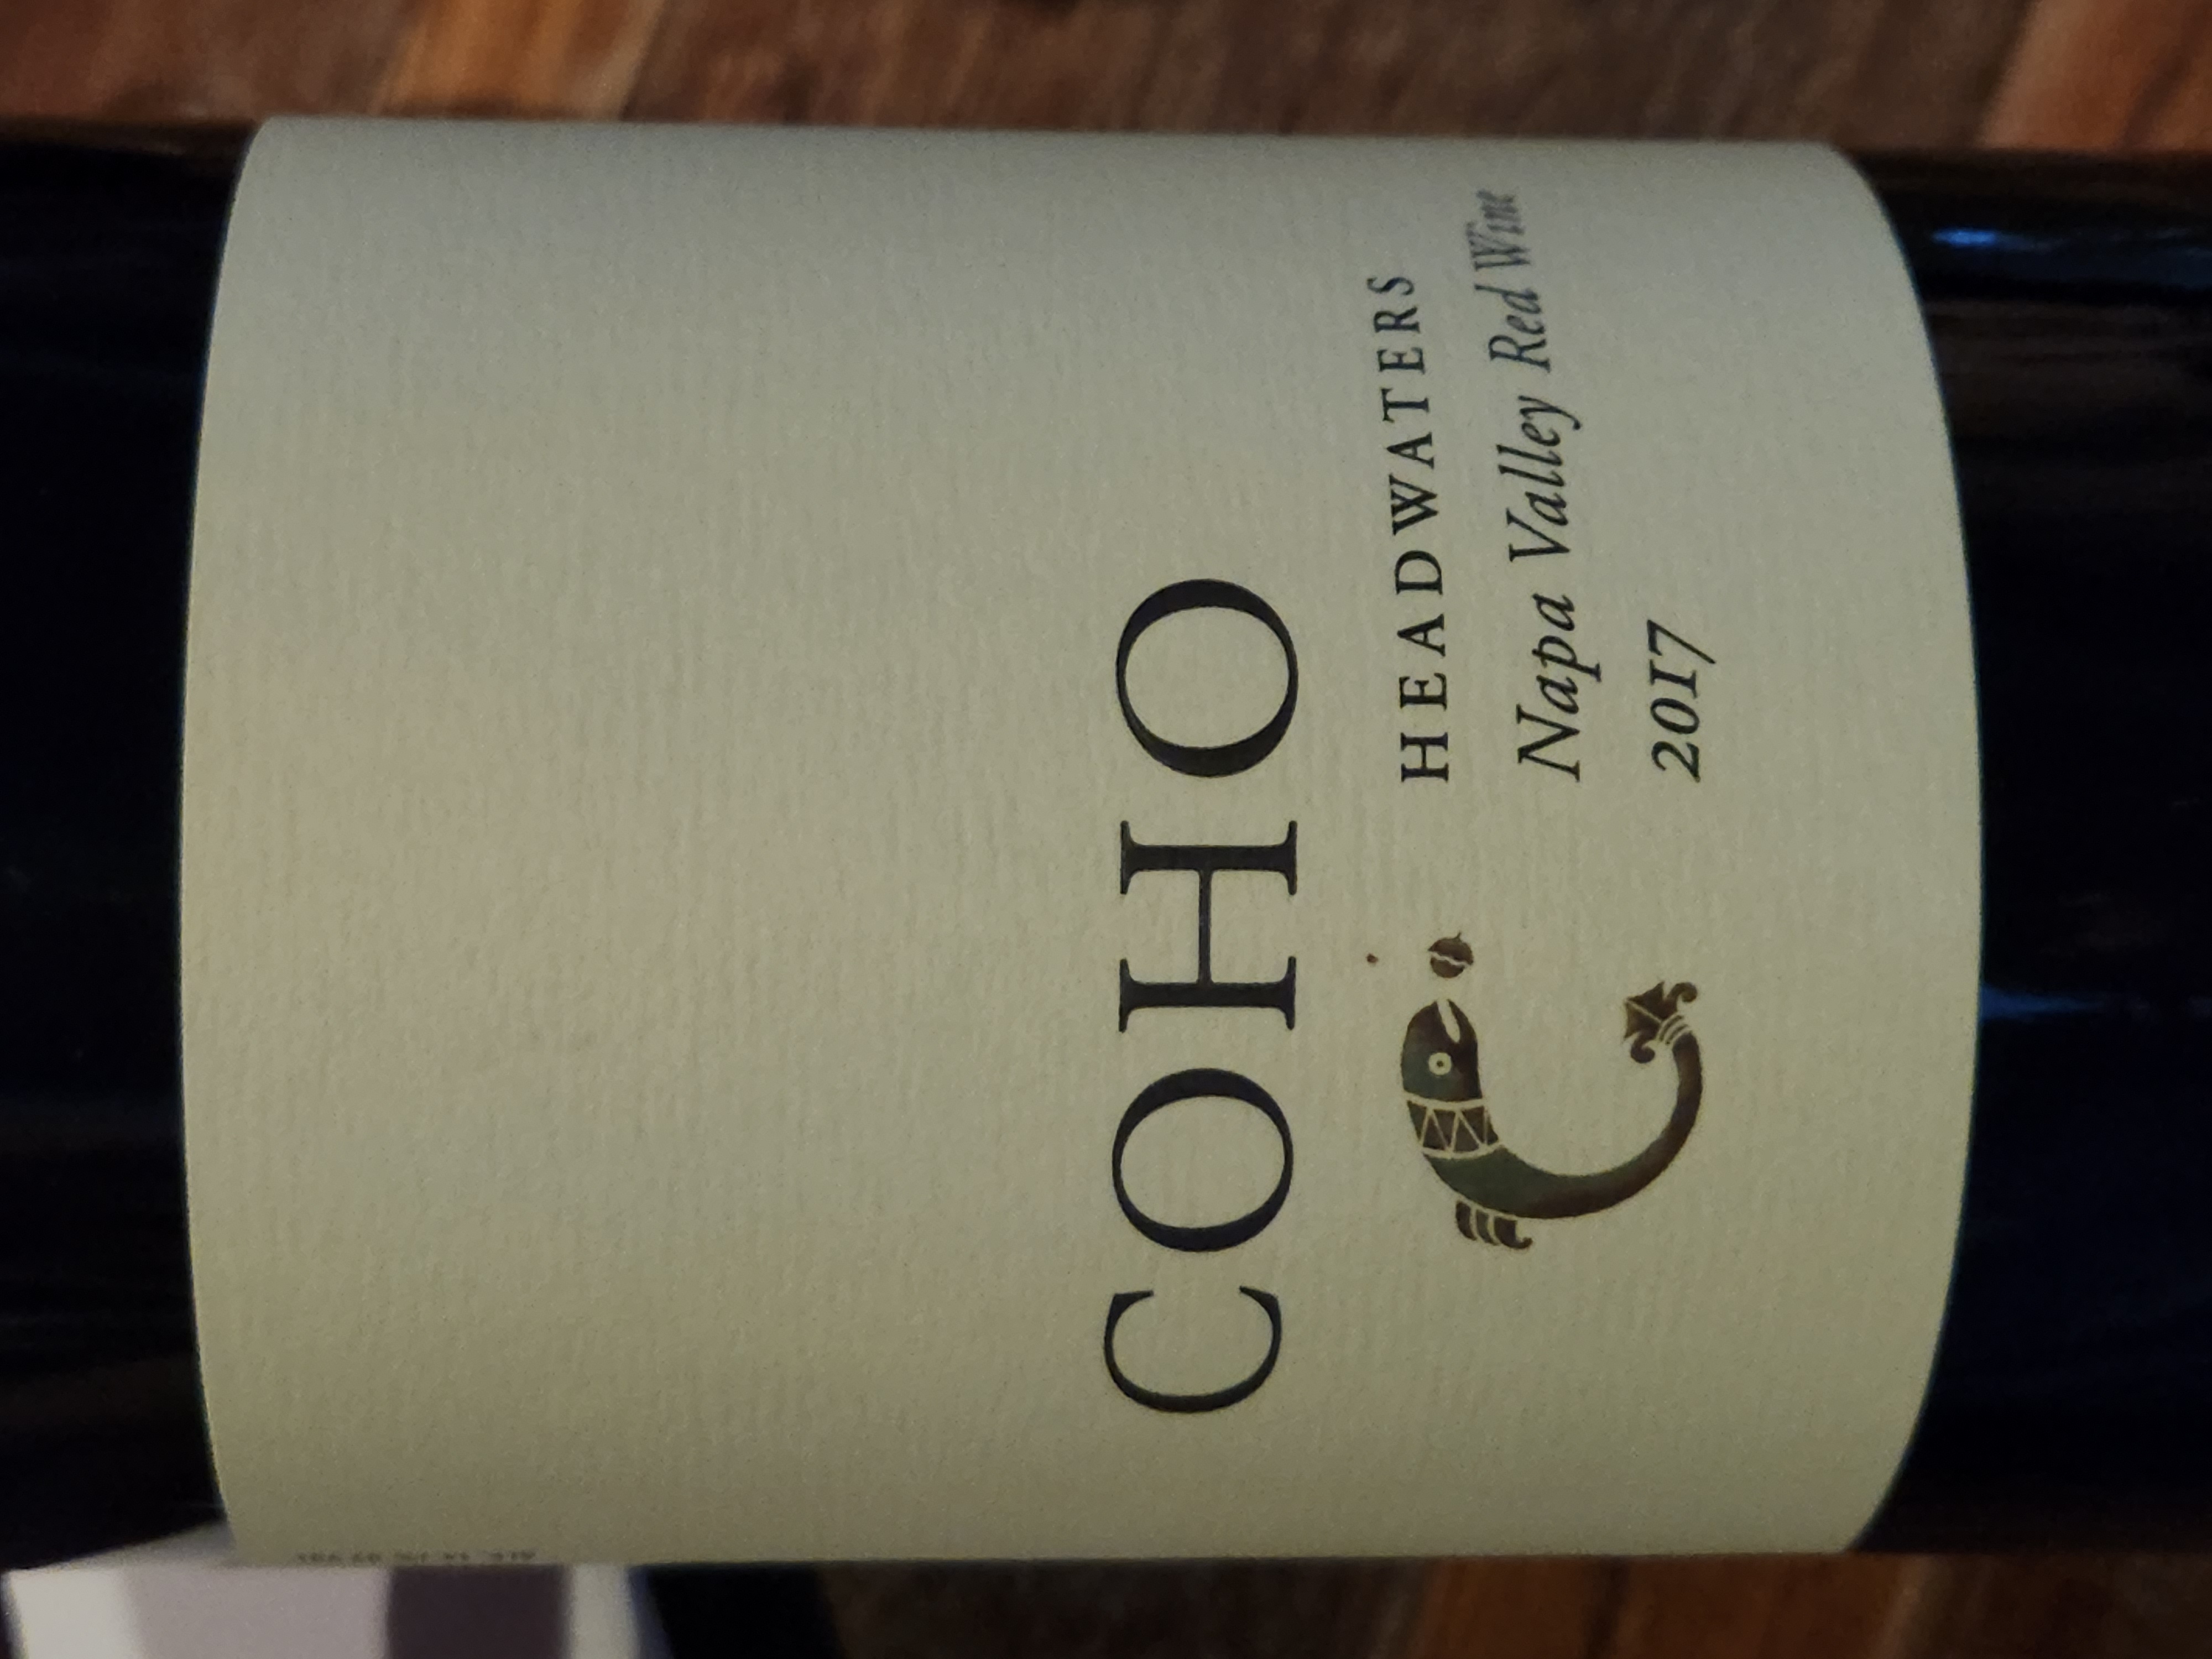 COHO
HEADWATERS
Napa Valley Red Wine
2017